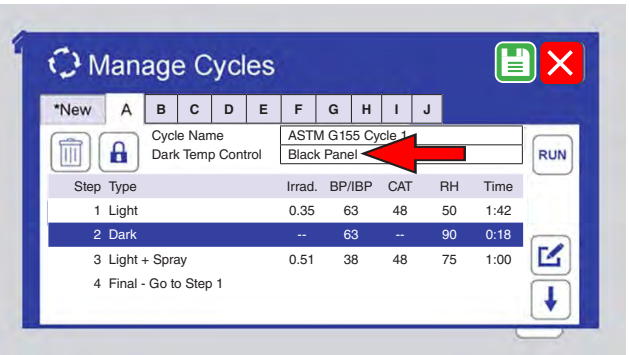 Manage Cycles
*New A B C D E F G H I J
Cycle Name ASTM G155 Cycle 1
Dark Temp Control Black Panel
RUN
Step Type Irrad. BP/IBP CAT RH Time
1 Light 0.35 63 48 50 1:42
2 Dark -- 63 -- 90 0:18
3 Light + Spray 0.51 38 48 75 1:00
4 Final - Go to Step 1